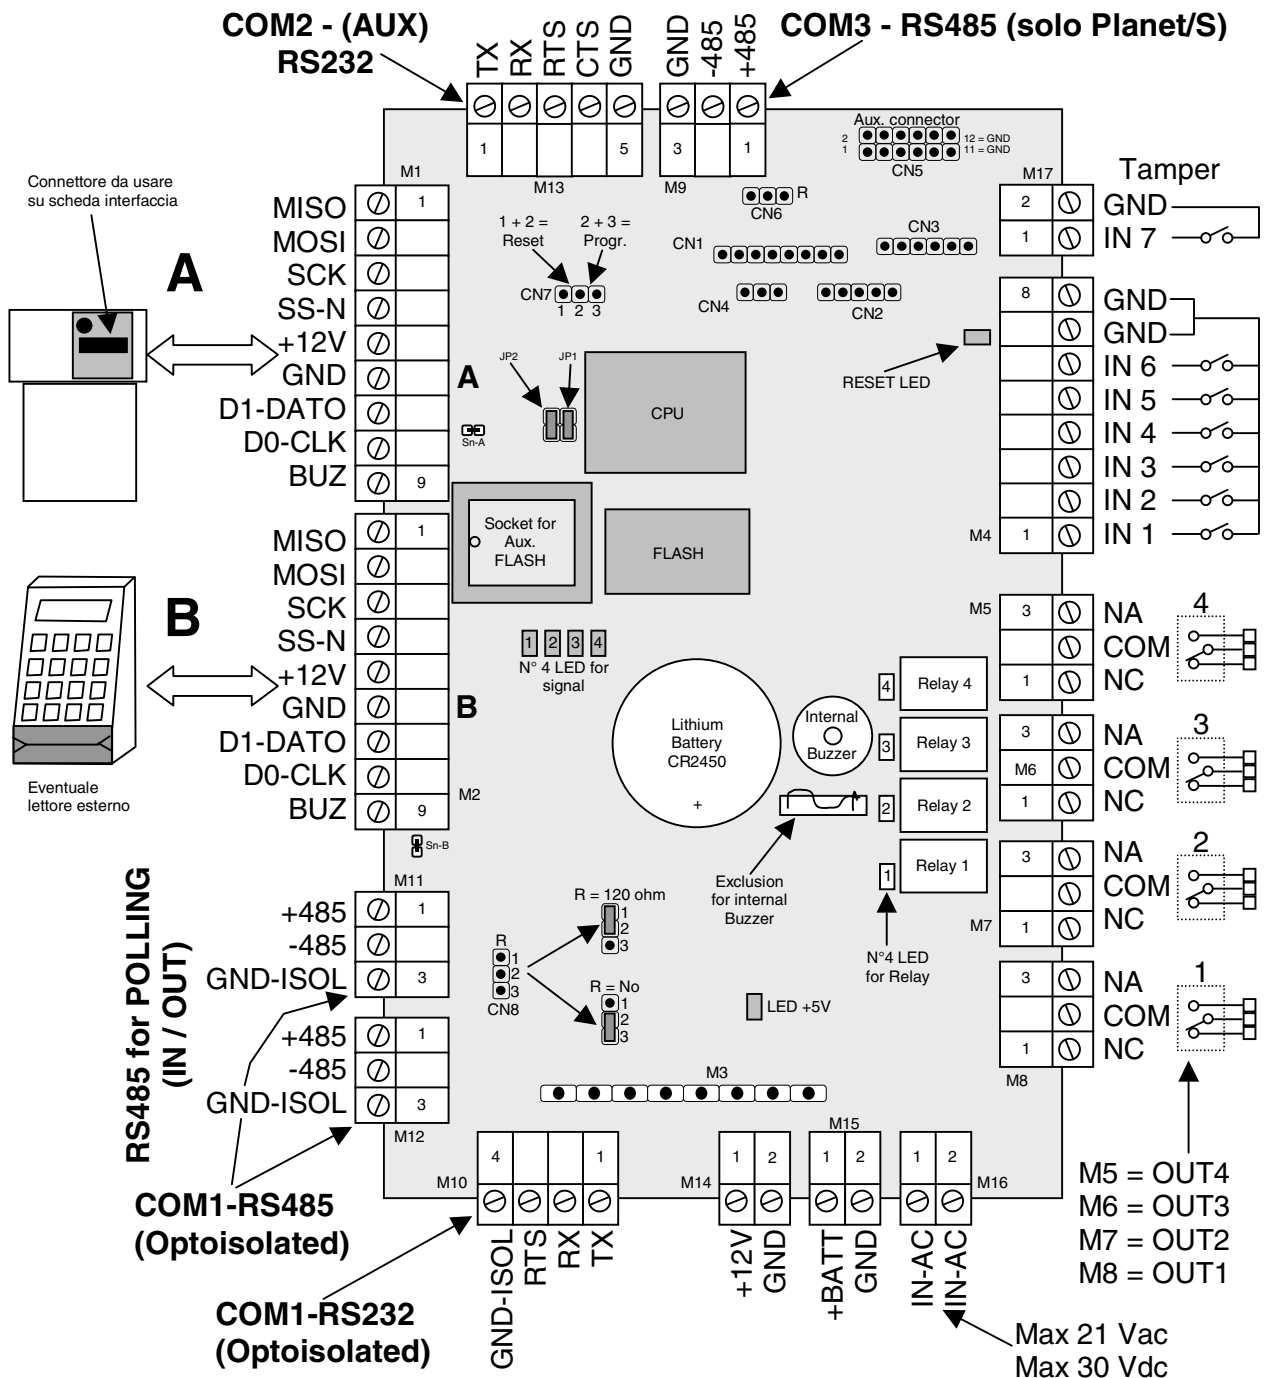 COM2 - (AUX)
RS232
TX
RX
RTS
CTS
GND
GND
-485
+485
COM3 - RS485 (solo Planet/S)
1
5
M13
3
1
M9
Aux. connector
2
1
12 = GND
11 = GND
CN5
R
CN6
CN1
CN3
CN4
CN2
1 + 2 =
Reset
2 + 3 =
Progr.
CN7
1 2 3
Connettore da usare
su scheda interfaccia
A
M1
MISO
1
MOSI
SCK
SS-N
+12V
GND
D1-DATO
D0-CLK
BUZ
9
A
Sn-A
JP2
JP1
CPU
RESET LED
M17
Tamper
2
GND
1
IN 7
8
GND
GND
IN 6
IN 5
IN 4
IN 3
IN 2
M4
1
IN 1
Socket for
Aux.
FLASH
FLASH
B
MISO
1
MOSI
SCK
SS-N
+12V
GND
D1-DATO
D0-CLK
BUZ
9
B
M2
Sn-B
Eventuale
lettore esterno
1 2 3 4
N° 4 LED for
signal
Lithium
Battery
CR2450
+
Internal
Buzzer
Exclusion
for internal
Buzzer
4
Relay 4
3
Relay 3
2
Relay 2
1
Relay 1
N°4 LED
for Relay
M5
3
NA
COM
1
NC
4
3
NA
M6
COM
1
NC
3
3
NA
COM
M7
1
NC
2
3
NA
COM
1
NC
M8
1
RS485 for POLLING
(IN / OUT)
M11
+485
1
-485
GND-ISOL
3
+485
1
-485
GND-ISOL
3
M12
COM1-RS485
(Optoisolated)
R
1
2
3
CN8
R = 120 ohm
1
2
3
R = No
1
2
3
LED +5V
M3
M10
4
1
GND-ISOL
RTS
RX
TX
COM1-RS232
(Optoisolated)
M14
1
2
+12V
GND
M15
1
2
+BATT
GND
1
2
M16
IN-AC
IN-AC
Max 21 Vac
Max 30 Vdc
M5 = OUT4
M6 = OUT3
M7 = OUT2
M8 = OUT1